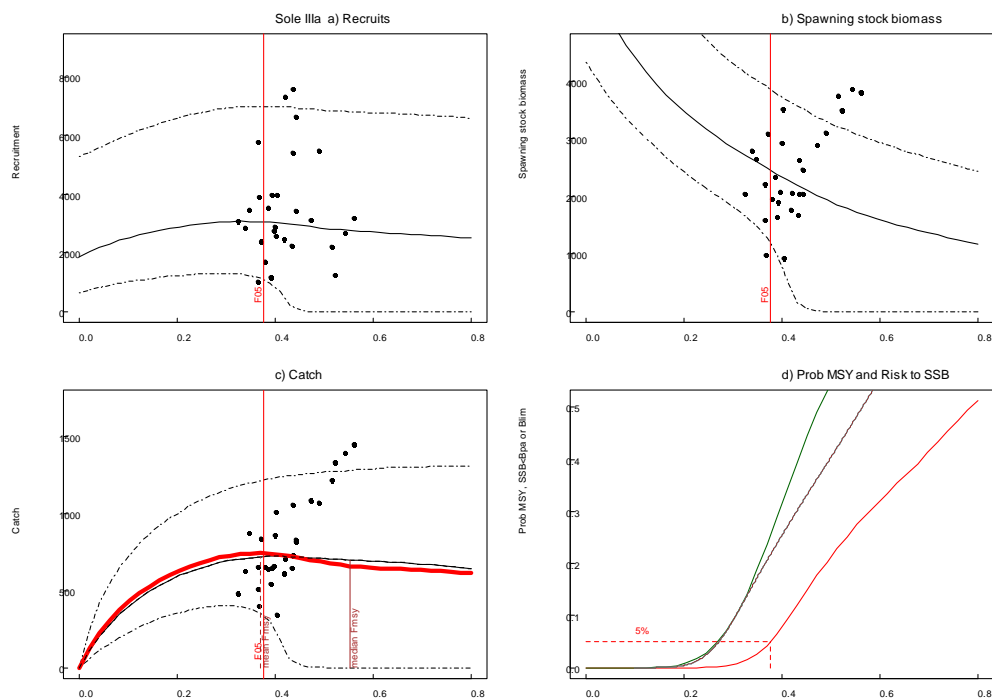 Sole IIIa a) Recruits
Recruitment
8000
6000
4000
2000
0
F05
0.0 0.2 0.4 0.6 0.8
b) Spawning stock biomass
Spawning stock biomass
4000
3000
2000
1000
0
F05
0.0 0.2 0.4 0.6 0.8
c) Catch
Catch
1500
1000
500
0
F05
mean Fmsy
median Fmsy
0.0 0.2 0.4 0.6 0.8
d) Prob MSY and Risk to SSB
Prob MSY, SSB<Bpa or Blim
0.5
0.4
0.3
0.2
0.1
0.0
5%
0.0 0.2 0.4 0.6 0.8